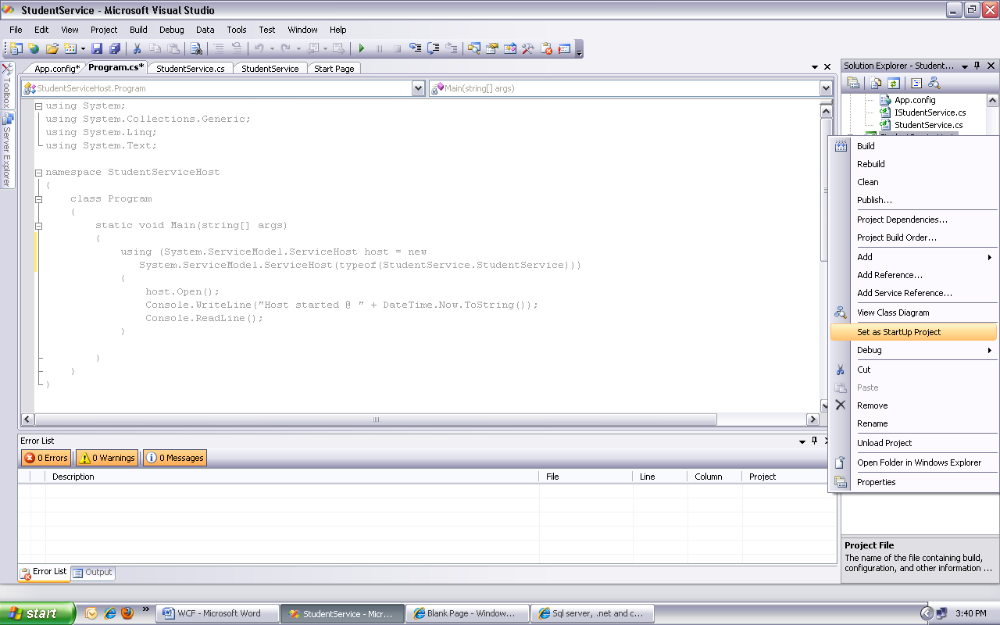 StudentService - Microsoft Visual Studio
File Edit View Project Build Debug Data Tools Test Window Help
App.config* Program.cs* StudentService.cs StudentService Start Page
StudentServiceHost.Program Main(string[] args)
using System;
using System.Collections.Generic;
using System.Linq;
using System.Text;
namespace StudentServiceHost
{
class Program
{
static void Main(string[] args)
{
using (System.ServiceModel.ServiceHost host = new
System.ServiceModel.ServiceHost(typeof(StudentService.StudentService)))
{
host.Open();
Console.WriteLine("Host started @ " + DateTime.Now.ToString());
Console.ReadLine();
}
}
}
}
Toolbox
Server Explorer
Solution Explorer - Student...
App.config
IStudentService.cs
StudentService.cs
Build
Rebuild
Clean
Publish...
Project Dependencies...
Project Build Order...
Add
Add Reference...
Add Service Reference...
View Class Diagram
Set as StartUp Project
Debug
Cut
Paste
Remove
Rename
Unload Project
Open Folder in Windows Explorer
Properties
Error List
0 Errors 0 Warnings 0 Messages
Description File Line Column Project
Project File
The name of the file containing build,
configuration, and other information ...
Error List Output
start WCF - Microsoft Word StudentService - Micr... Blank Page - Window... Sql server, .net and c... 3:40 PM